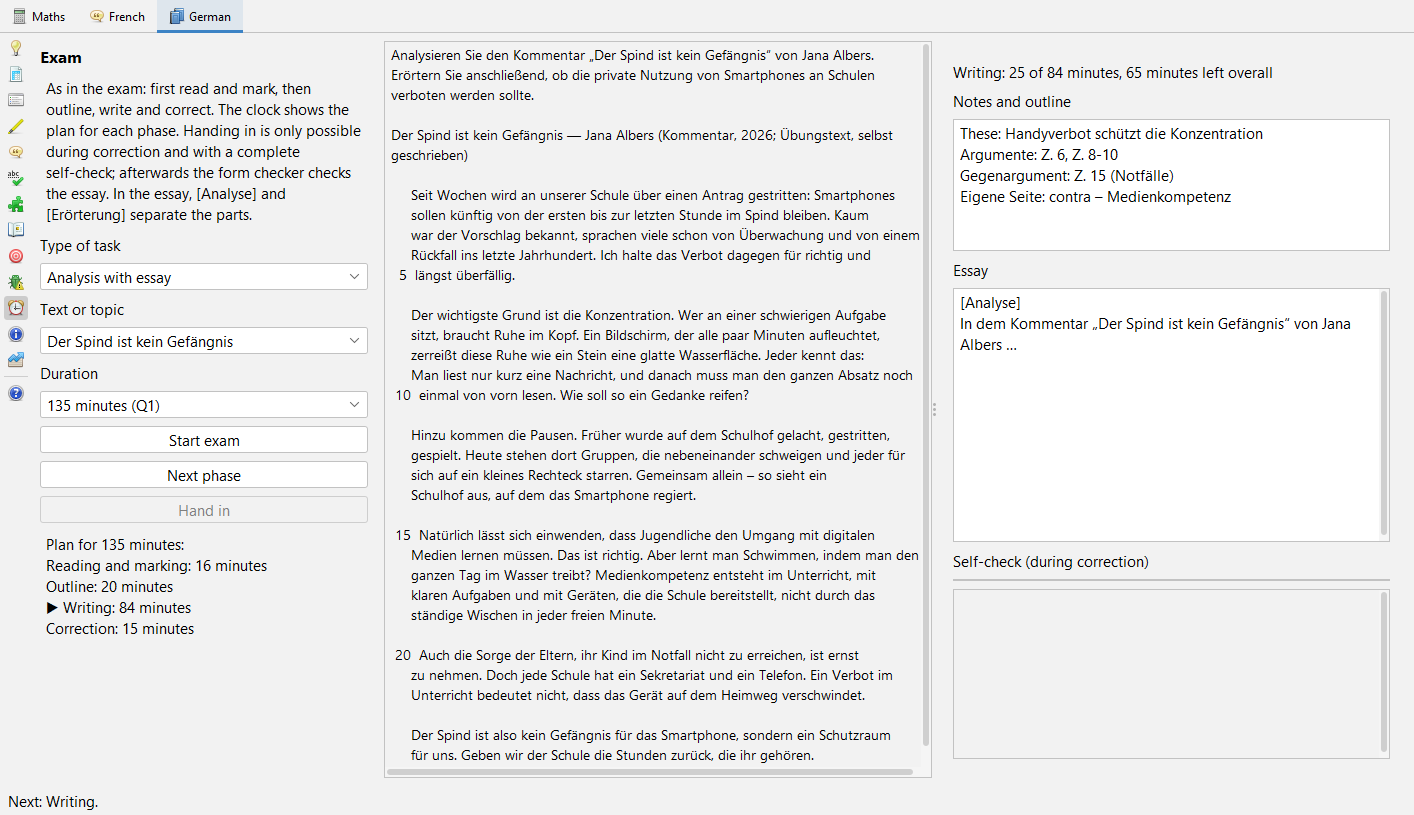 Maths French German
Exam
As in the exam: first read and mark, then
outline, write and correct. The clock shows the
plan for each phase. Handing in is only possible
during correction and with a complete
self-check; afterwards the form checker checks
the essay. In the essay, [Analyse] and
[Erörterung] separate the parts.
Type of task
Analysis with essay
Text or topic
Der Spind ist kein Gefängnis
Duration
135 minutes (Q1)
Start exam
Next phase
Hand in
Plan for 135 minutes:
Reading and marking: 16 minutes
Outline: 20 minutes
▶ Writing: 84 minutes
Correction: 15 minutes
Analysieren Sie den Kommentar „Der Spind ist kein Gefängnis“ von Jana Albers.
Erörtern Sie anschließend, ob die private Nutzung von Smartphones an Schulen
verboten werden sollte.
Der Spind ist kein Gefängnis — Jana Albers (Kommentar, 2026; Übungstext, selbst
geschrieben)
Seit Wochen wird an unserer Schule über einen Antrag gestritten: Smartphones
sollen künftig von der ersten bis zur letzten Stunde im Spind bleiben. Kaum
war der Vorschlag bekannt, sprachen viele schon von Überwachung und von einem
Rückfall ins letzte Jahrhundert. Ich halte das Verbot dagegen für richtig und
5 längst überfällig.
Der wichtigste Grund ist die Konzentration. Wer an einer schwierigen Aufgabe
sitzt, braucht Ruhe im Kopf. Ein Bildschirm, der alle paar Minuten aufleuchtet,
zerreißt diese Ruhe wie ein Stein eine glatte Wasserfläche. Jeder kennt das:
Man liest nur kurz eine Nachricht, und danach muss man den ganzen Absatz noch
10 einmal von vorn lesen. Wie soll so ein Gedanke reifen?
Hinzu kommen die Pausen. Früher wurde auf dem Schulhof gelacht, gestritten,
gespielt. Heute stehen dort Gruppen, die nebeneinander schweigen und jeder für
sich auf ein kleines Rechteck starren. Gemeinsam allein – so sieht ein
Schulhof aus, auf dem das Smartphone regiert.
15 Natürlich lässt sich einwenden, dass Jugendliche den Umgang mit digitalen
Medien lernen müssen. Das ist richtig. Aber lernt man Schwimmen, indem man den
ganzen Tag im Wasser treibt? Medienkompetenz entsteht im Unterricht, mit
klaren Aufgaben und mit Geräten, die die Schule bereitstellt, nicht durch das
ständige Wischen in jeder freien Minute.
20 Auch die Sorge der Eltern, ihr Kind im Notfall nicht zu erreichen, ist ernst
zu nehmen. Doch jede Schule hat ein Sekretariat und ein Telefon. Ein Verbot im
Unterricht bedeutet nicht, dass das Gerät auf dem Heimweg verschwindet.
Der Spind ist also kein Gefängnis für das Smartphone, sondern ein Schutzraum
für uns. Geben wir der Schule die Stunden zurück, die ihr gehören.
Writing: 25 of 84 minutes, 65 minutes left overall
Notes and outline
These: Handyverbot schützt die Konzentration
Argumente: Z. 6, Z. 8-10
Gegenargument: Z. 15 (Notfälle)
Eigene Seite: contra – Medienkompetenz
Essay
[Analyse]
In dem Kommentar „Der Spind ist kein Gefängnis“ von Jana
Albers ...
Self-check (during correction)
Next: Writing.